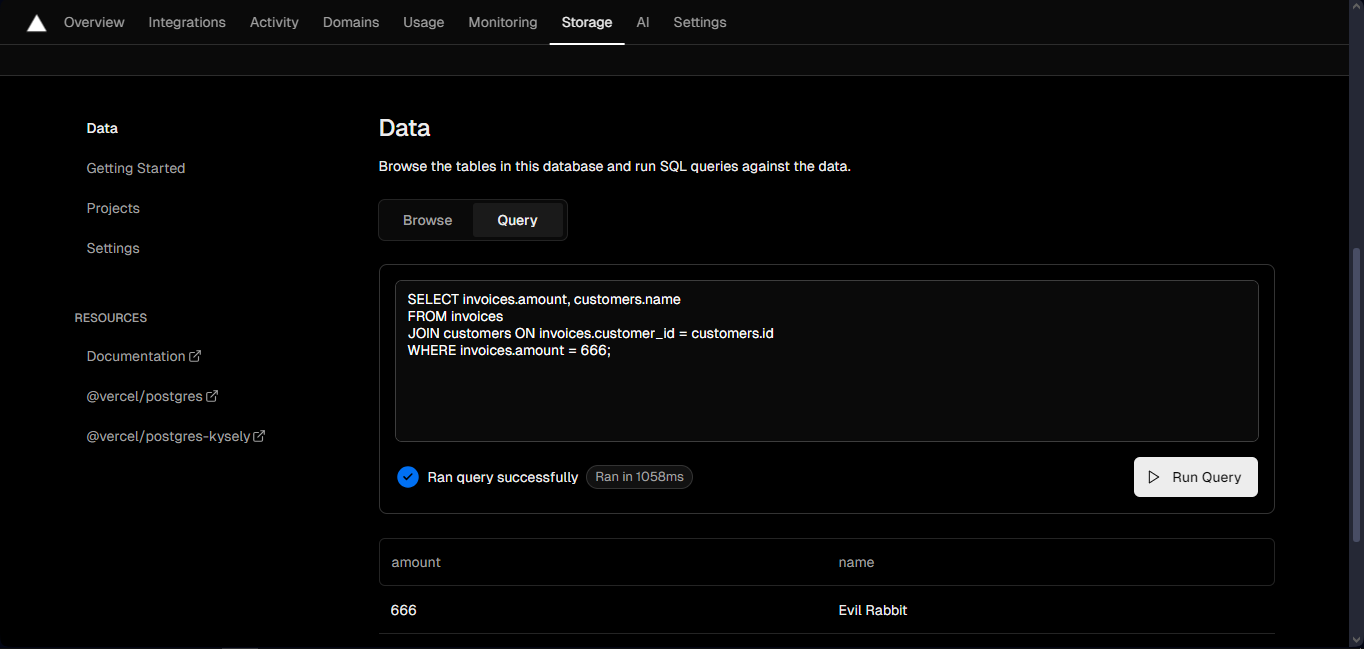 Overview Integrations Activity Domains Usage Monitoring Storage AI Settings
Data
Getting Started
Projects
Settings
RESOURCES
Documentation
@vercel/postgres
@vercel/postgres-kysely
Data
Browse the tables in this database and run SQL queries against the data.
Browse Query
SELECT invoices.amount, customers.name
FROM invoices
JOIN customers ON invoices.customer_id = customers.id
WHERE invoices.amount = 666;
Ran query successfully Ran in 1058ms Run Query
amount name
666 Evil Rabbit